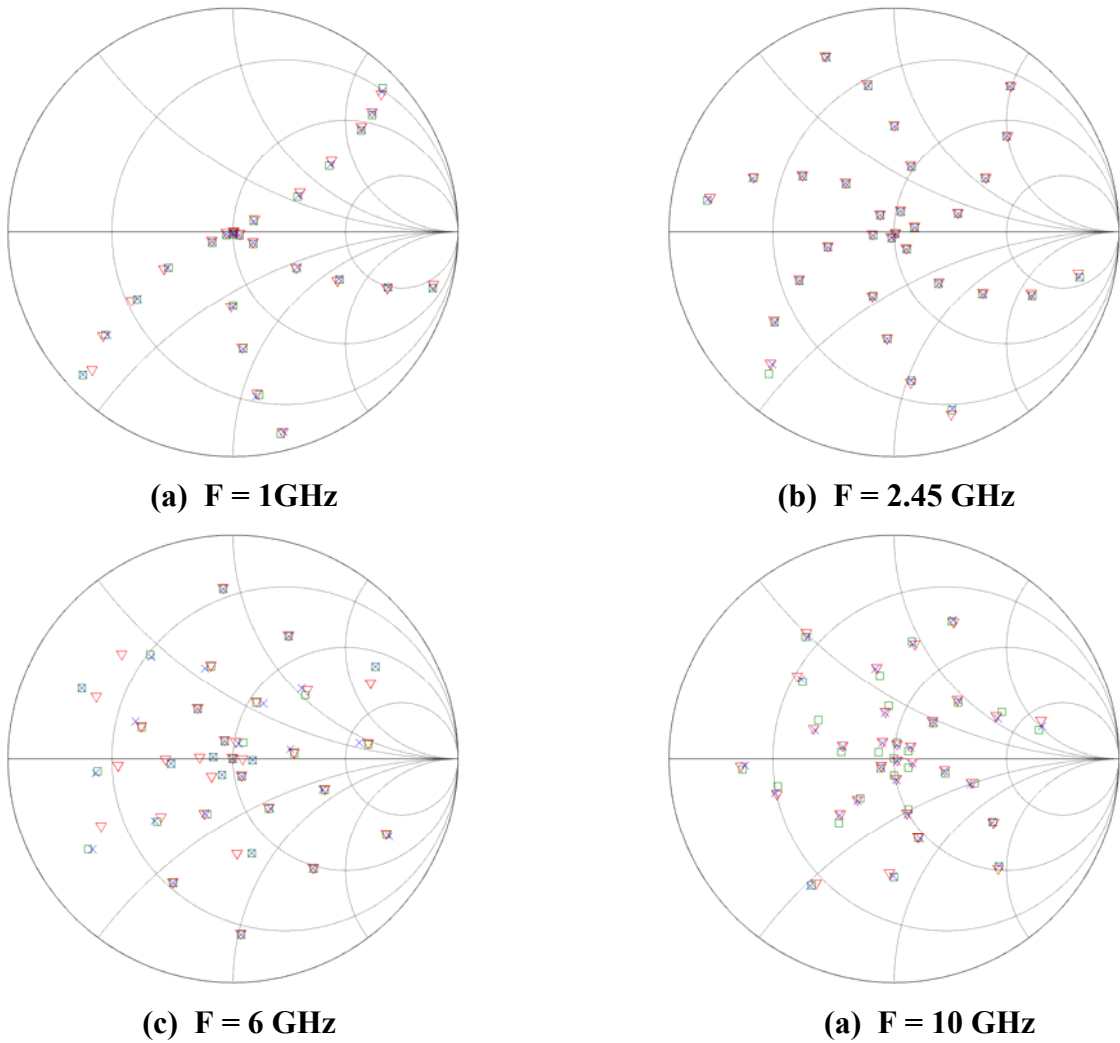 (a) F = 1GHz
(b) F = 2.45 GHz
(c) F = 6 GHz
(a) F = 10 GHz